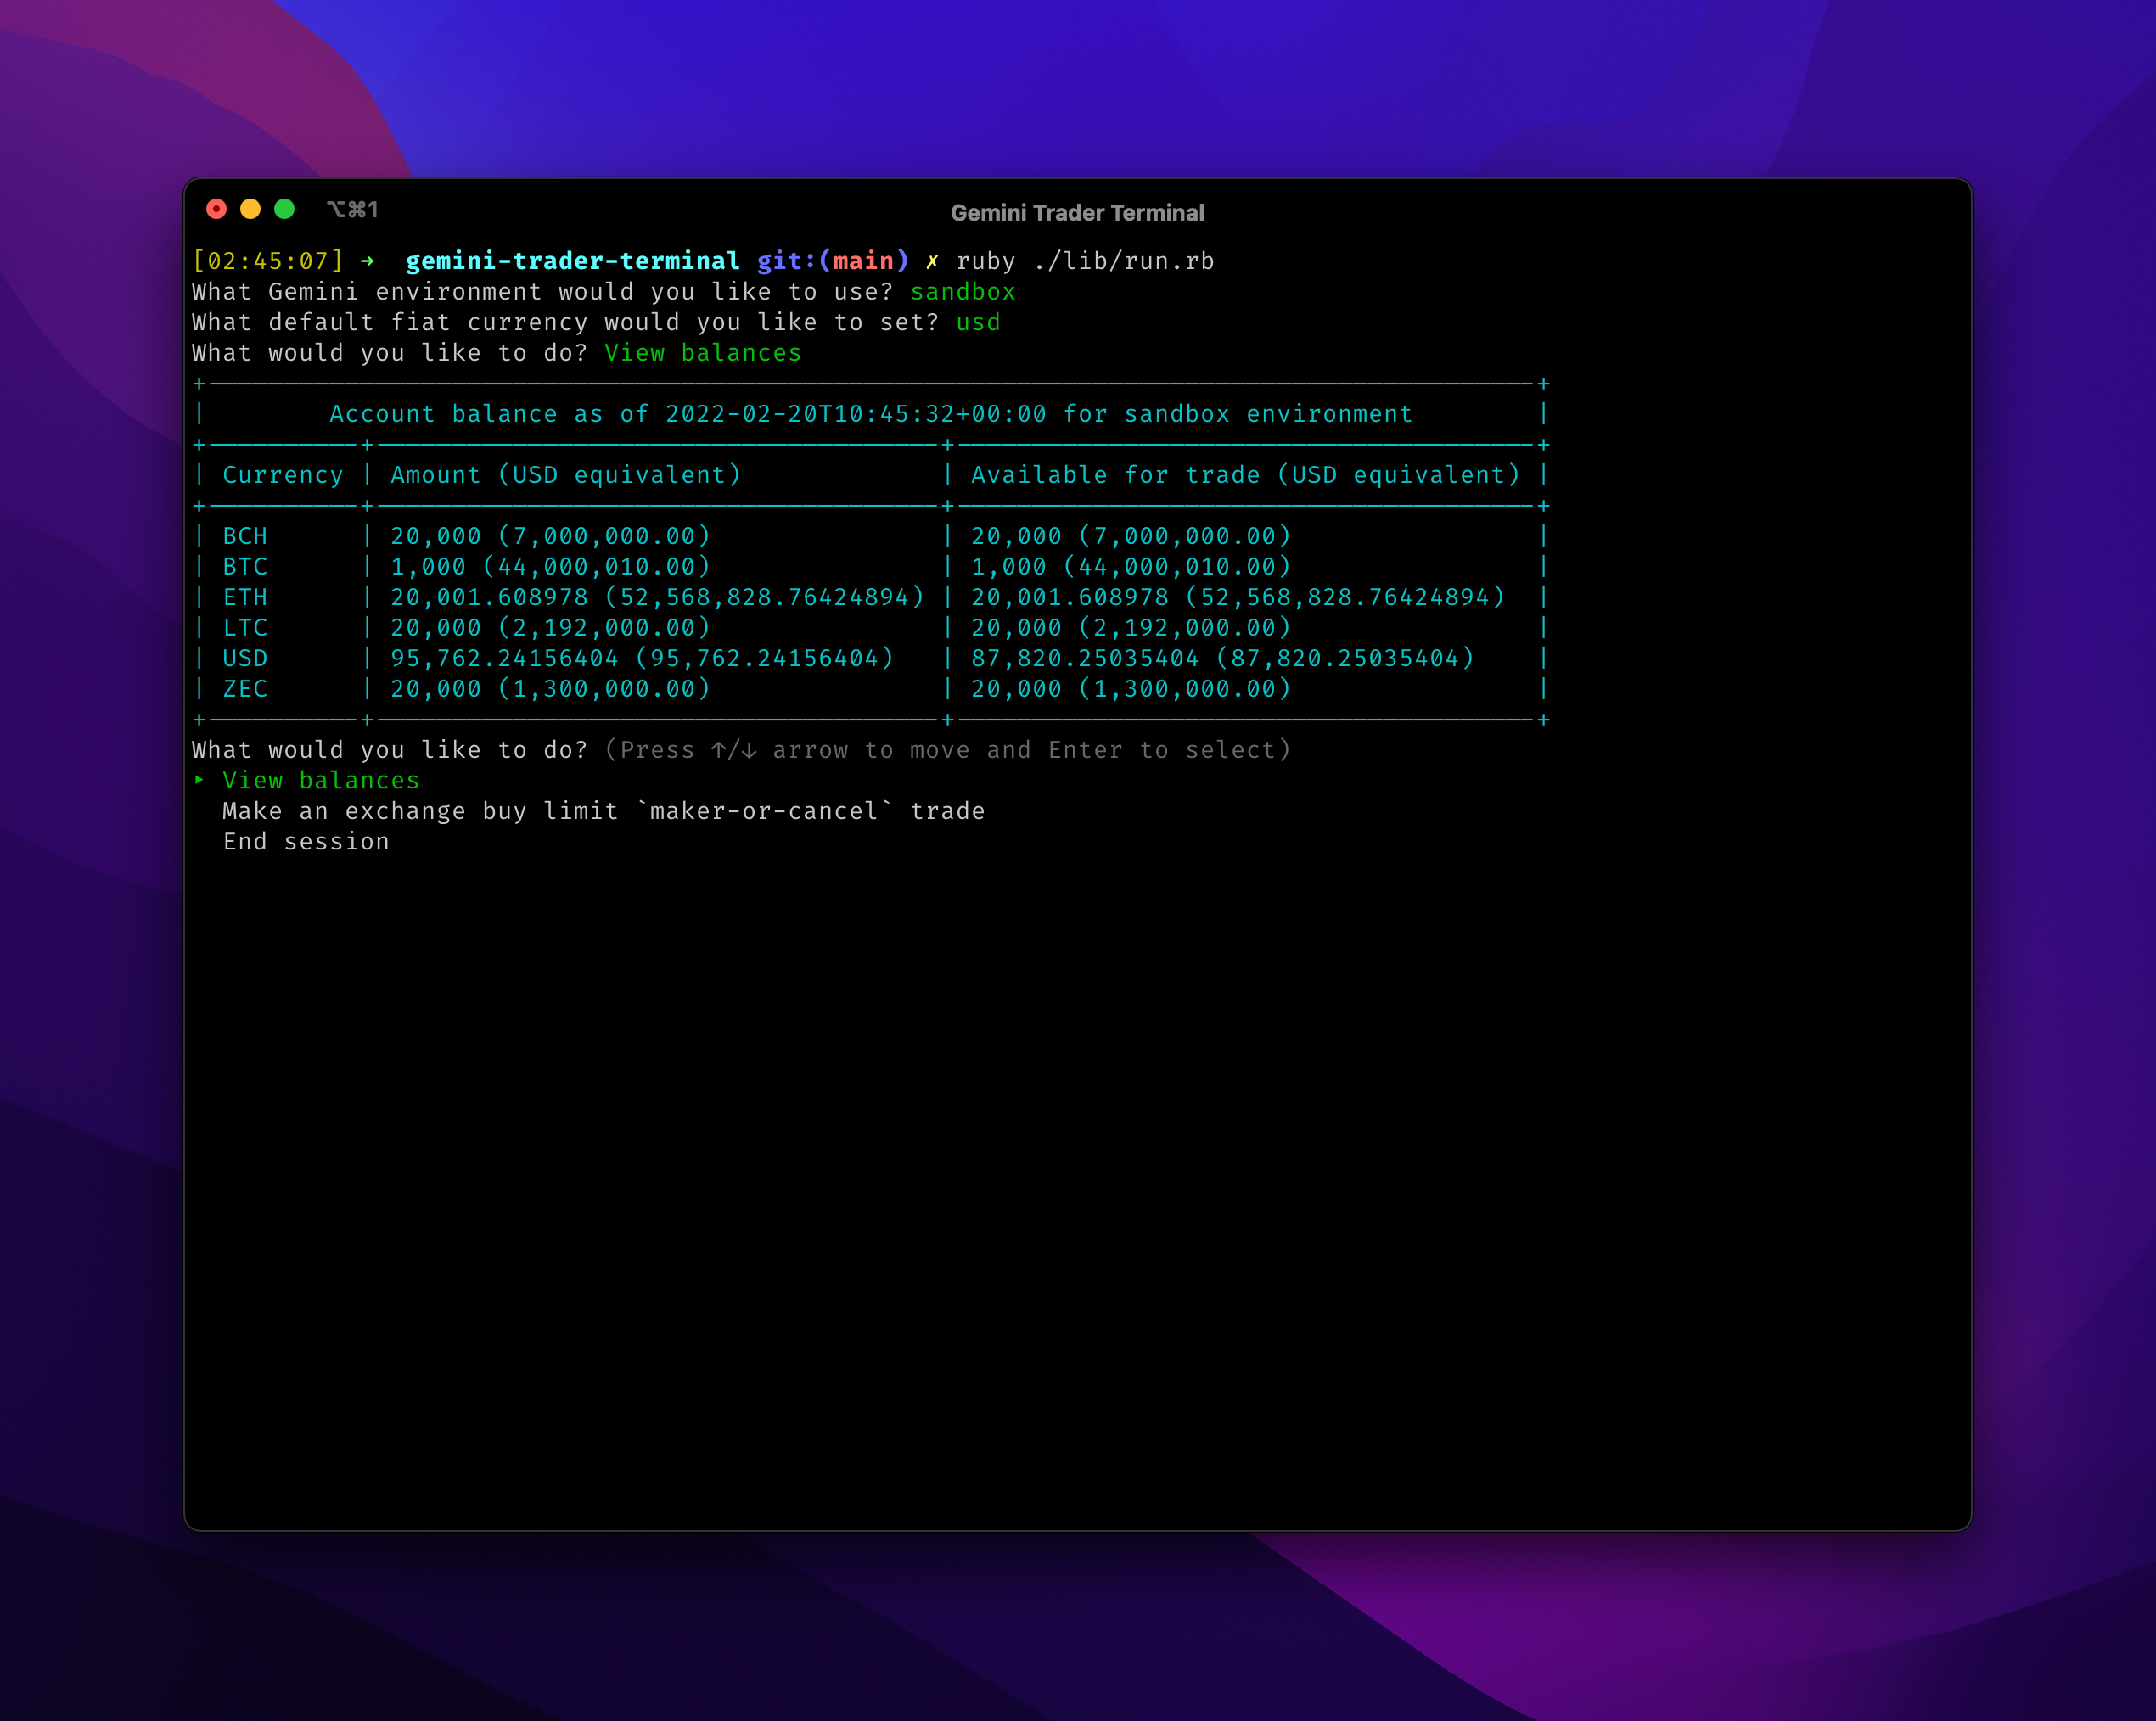 ⌥⌘1
Gemini Trader Terminal
[02:45:07] ➜  gemini-trader-terminal git:(main) ✗ ruby ./lib/run.rb
What Gemini environment would you like to use? sandbox
What default fiat currency would you like to set? usd
What would you like to do? View balances
+----------------------------------------------------------------------------------------+
|        Account balance as of 2022-02-20T10:45:32+00:00 for sandbox environment        |
+----------+-------------------------------------+--------------------------------------+
| Currency | Amount (USD equivalent)             | Available for trade (USD equivalent) |
+----------+-------------------------------------+--------------------------------------+
| BCH      | 20,000 (7,000,000.00)               | 20,000 (7,000,000.00)                |
| BTC      | 1,000 (44,000,010.00)               | 1,000 (44,000,010.00)                |
| ETH      | 20,001.608978 (52,568,828.76424894) | 20,001.608978 (52,568,828.76424894)  |
| LTC      | 20,000 (2,192,000.00)               | 20,000 (2,192,000.00)                |
| USD      | 95,762.24156404 (95,762.24156404)   | 87,820.25035404 (87,820.25035404)    |
| ZEC      | 20,000 (1,300,000.00)               | 20,000 (1,300,000.00)                |
+----------+-------------------------------------+--------------------------------------+
What would you like to do? (Press ↑/↓ arrow to move and Enter to select)
‣ View balances
  Make an exchange buy limit `maker-or-cancel` trade
  End session